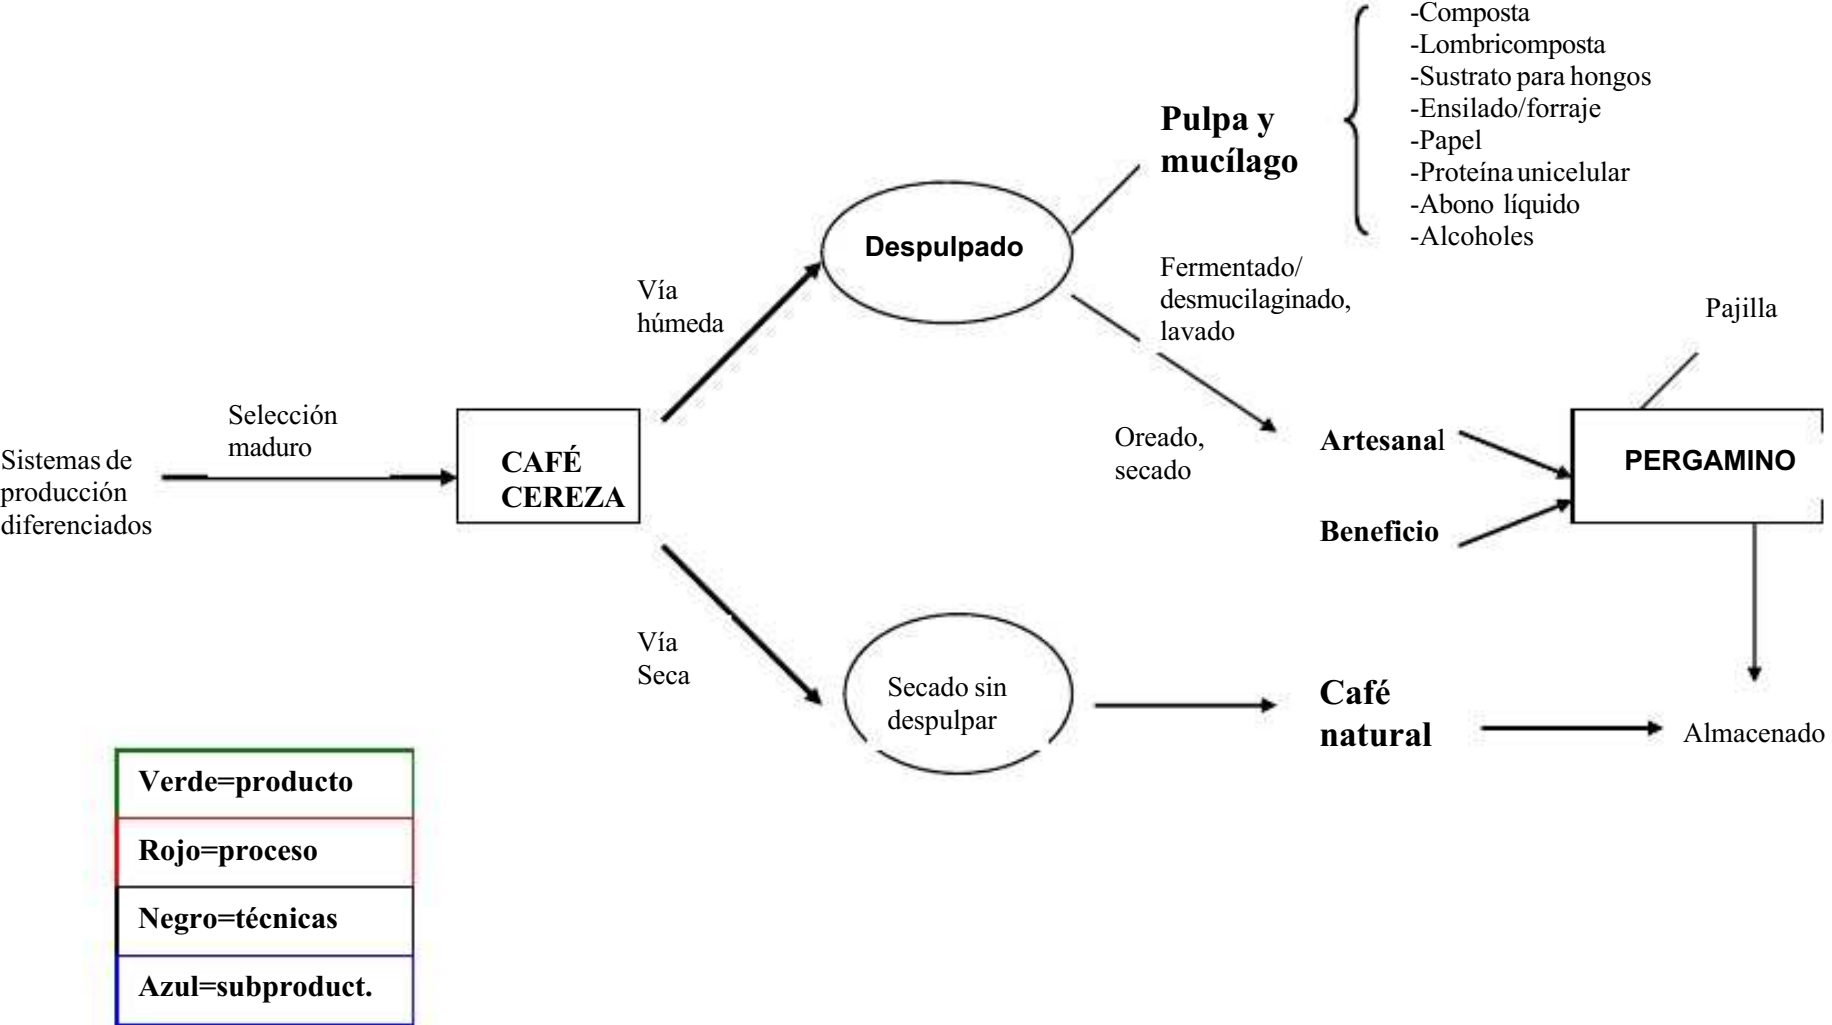 -Composta
-Lombricomposta
-Sustrato para hongos
-Ensilado/forraje
-Papel
-Proteína unicelular
-Abono líquido
-Alcoholes
Pulpa y
mucílago
Despulpado
Fermentado/
desmucilaginado,
lavado
Vía
húmeda
Pajilla
Selección
maduro
Sistemas de
producción
diferenciados
CAFÉ
CEREZA
Oreado,
secado
Artesanal
Beneficio
PERGAMINO
Vía
Seca
Secado sin
despulpar
Café
natural
Almacenado
Verde=producto
Rojo=proceso
Negro=técnicas
Azul=subproduct.